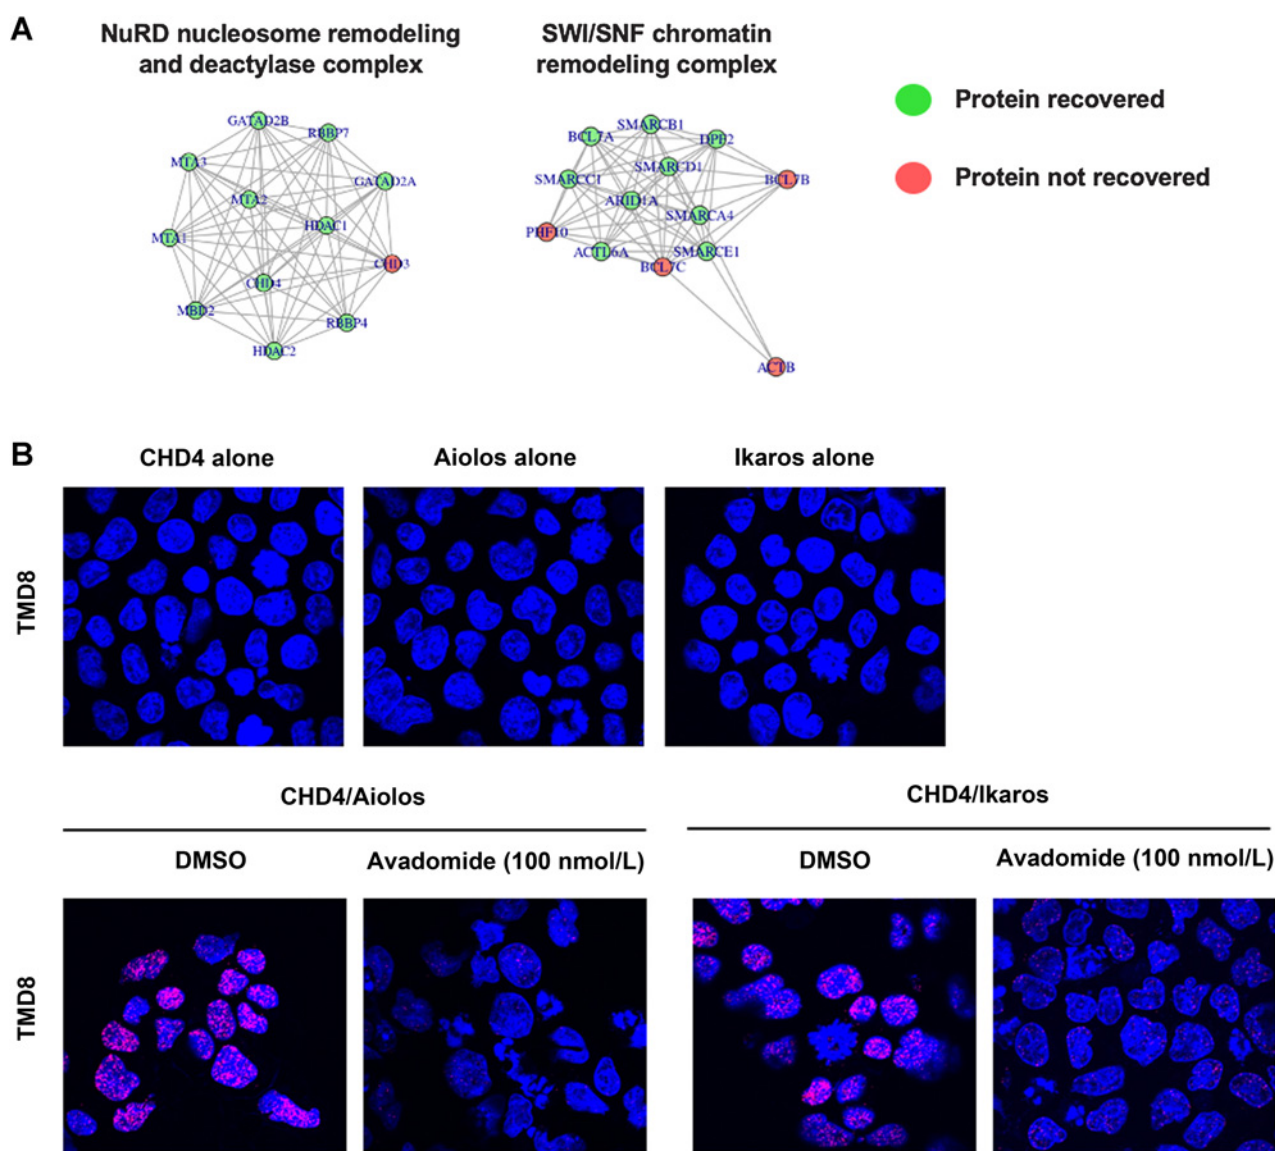 A
NuRD nucleosome remodeling
and deactylase complex
SWI/SNF chromatin
remodeling complex
Protein recovered
Protein not recovered
GATAD2B
RBBP7
MTA3
GATAD2A
MTA2
HDAC1
MTA1
CHD3
CHD4
MBD2
RBBP4
HDAC2
SMARCB1
BCL7A
DPF2
SMARCD1
SMARCC1
BCL7B
ARID1A
SMARCA4
PHF10
ACTL6A
SMARCE1
BCL7C
ACTB
B
CHD4 alone
Aiolos alone
Ikaros alone
TMD8
CHD4/Aiolos
CHD4/Ikaros
DMSO
Avadomide (100 nmol/L)
DMSO
Avadomide (100 nmol/L)
TMD8